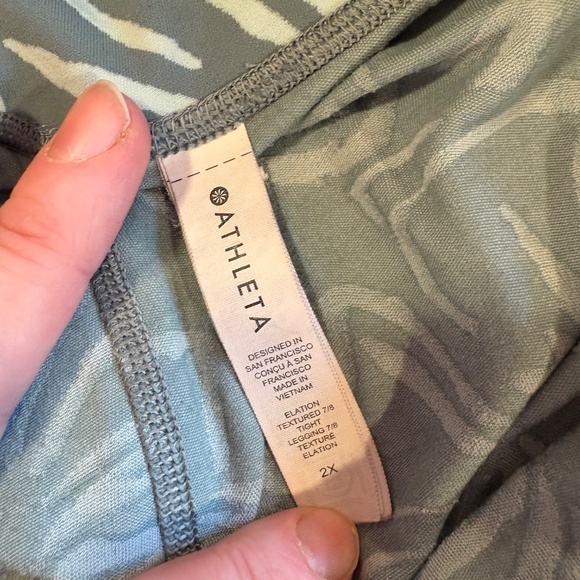 ATHLETA
DESIGNED IN
SAN FRANCISCO
CONÇU À SAN
FRANCISCO
MADE IN
VIETNAM
ELATION
TEXTURED 7/8
TIGHT
LEGGING 7/8
TEXTURE
ELATION
2X